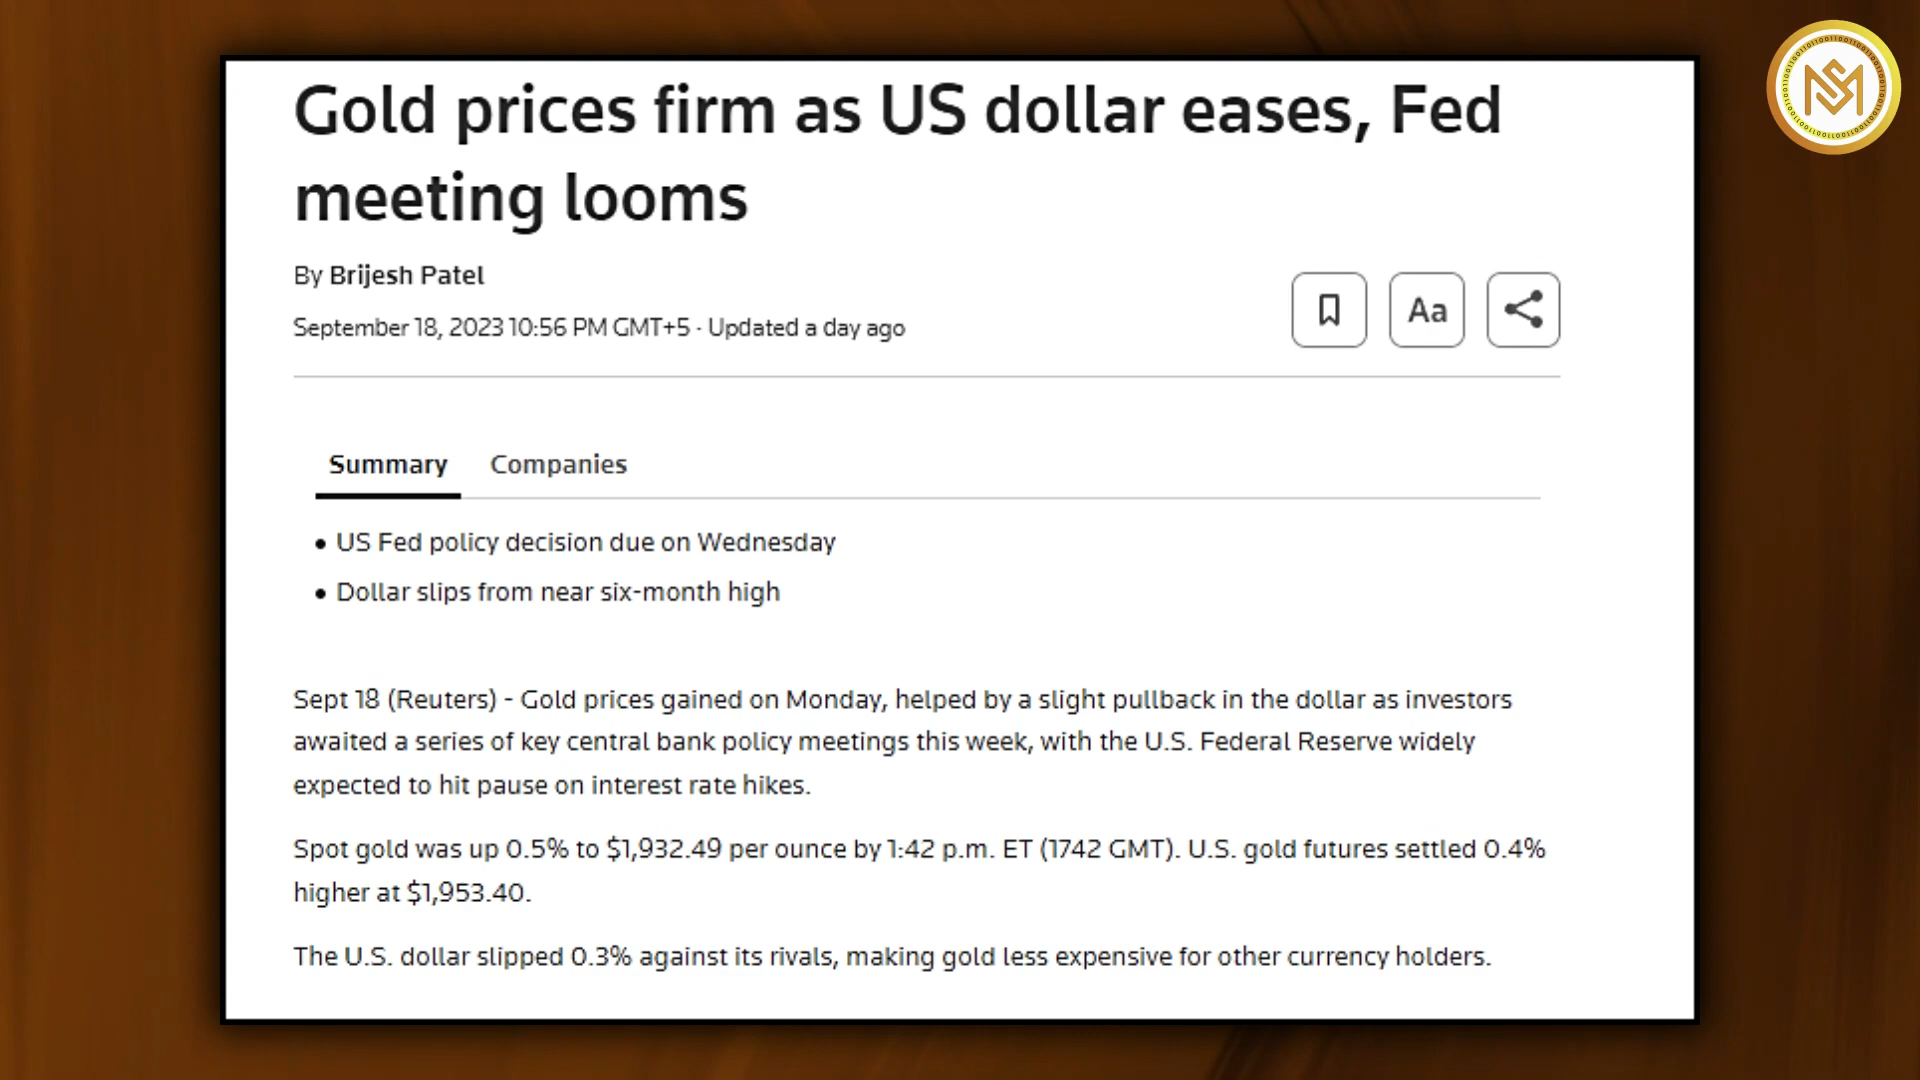 Gold prices firm as US dollar eases, Fed
meeting looms
By Brijesh Patel
September 18, 2023 10:56 PM GMT+5 · Updated a day ago
Aa
Summary Companies
• US Fed policy decision due on Wednesday
• Dollar slips from near six-month high
Sept 18 (Reuters) - Gold prices gained on Monday, helped by a slight pullback in the dollar as investors
awaited a series of key central bank policy meetings this week, with the U.S. Federal Reserve widely
expected to hit pause on interest rate hikes.
Spot gold was up 0.5% to $1,932.49 per ounce by 1:42 p.m. ET (1742 GMT). U.S. gold futures settled 0.4%
higher at $1,953.40.
The U.S. dollar slipped 0.3% against its rivals, making gold less expensive for other currency holders.